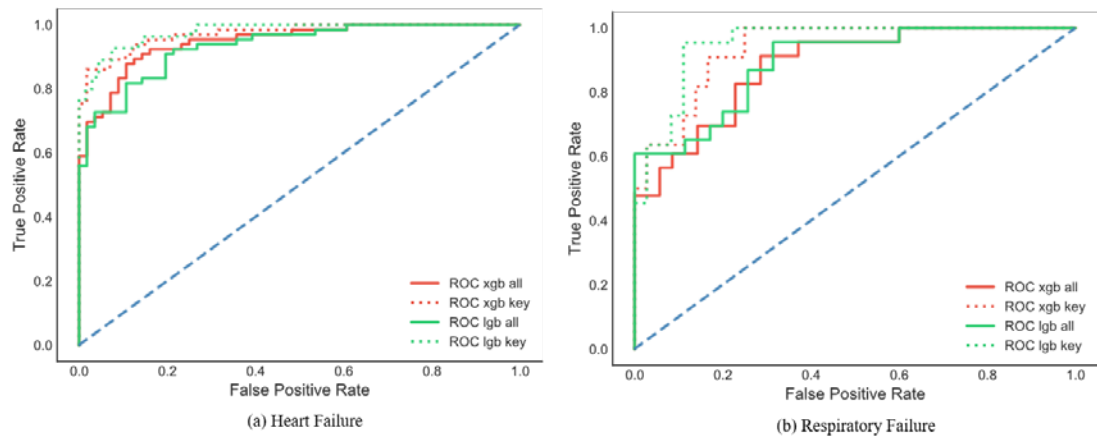 1.0
0.8
0.6
0.4
0.2
0.0
True Positive Rate
ROC xgb all
ROC xgb key
ROC lgb all
ROC lgb key
0.0 0.2 0.4 0.6 0.8 1.0
False Positive Rate
(a) Heart Failure
1.0
0.8
0.6
0.4
0.2
0.0
True Positive Rate
ROC xgb all
ROC xgb key
ROC lgb all
ROC lgb key
0.0 0.2 0.4 0.6 0.8 1.0
False Positive Rate
(b) Respiratory Failure